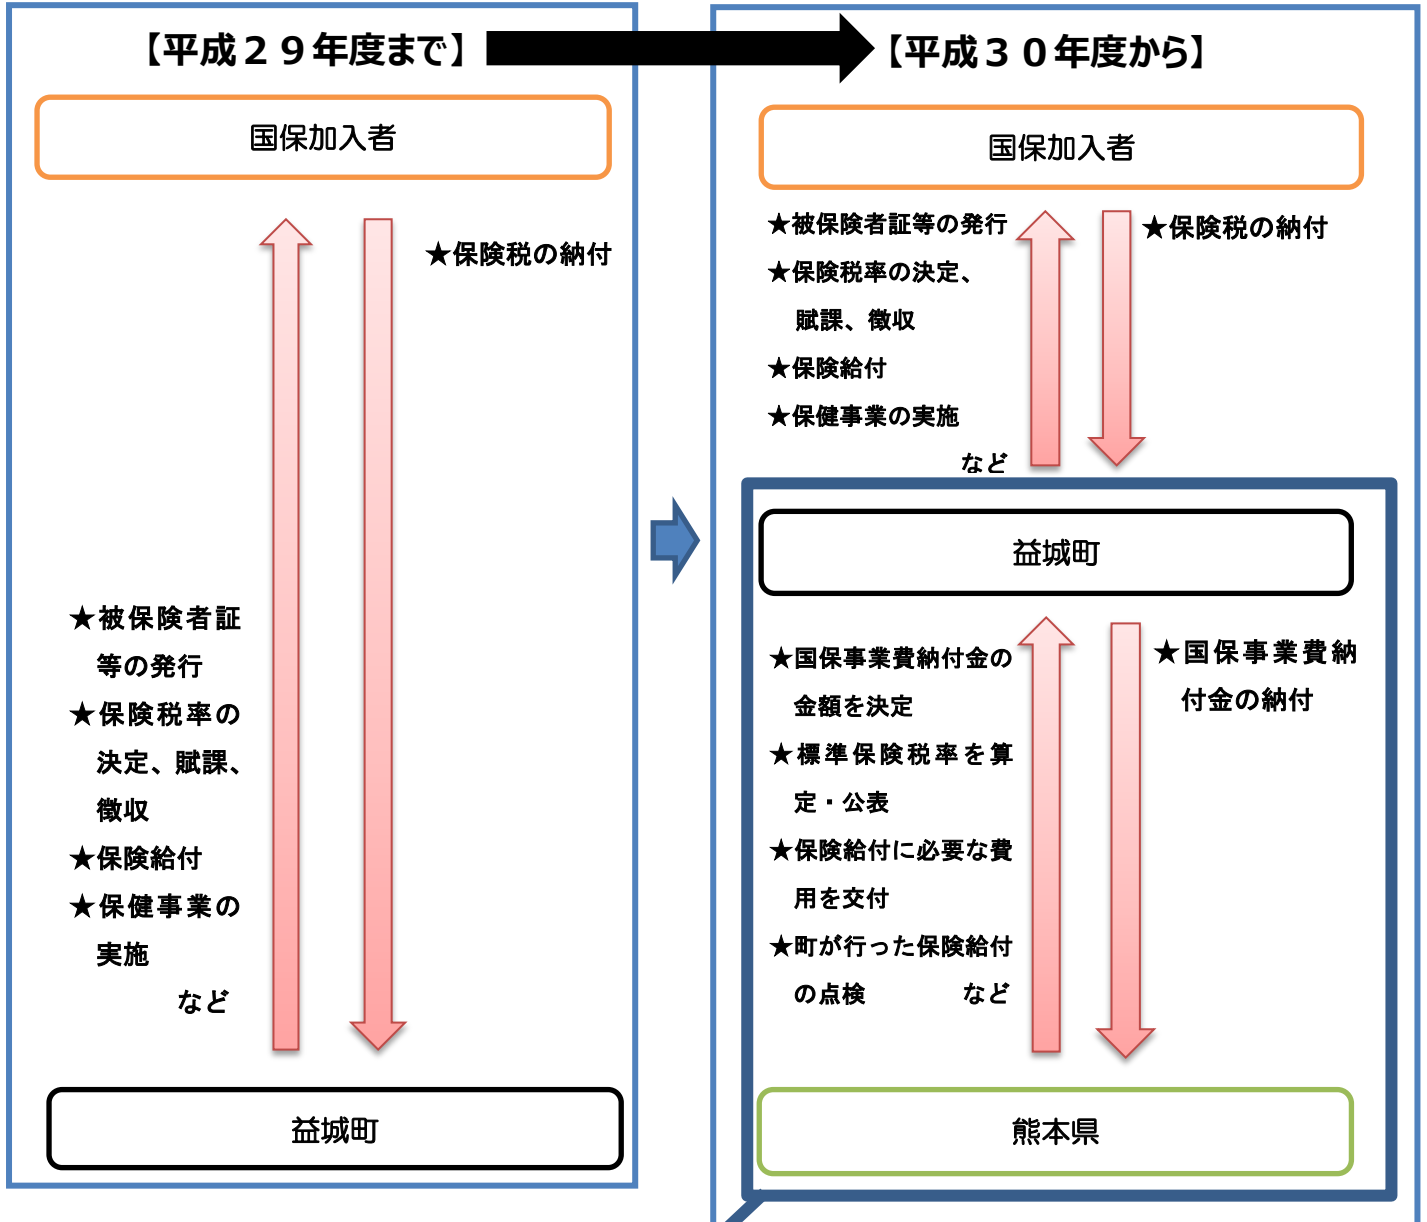 【平成２９年度まで】
国保加入者
★保険税の納付
★被保険者証
等の発行
★保険税率の
決定、賦課、
徴収
★保険給付
★保健事業の
実施
など
益城町
【平成３０年度から】
国保加入者
★被保険者証等の発行
★保険税率の決定、
賦課、徴収
★保険給付
★保健事業の実施
など
★保険税の納付
益城町
★国保事業費納付金の
金額を決定
★標準保険税率を算
定・公表
★保険給付に必要な費
用を交付
★町が行った保険給付
の点検　　　　など
★国保事業費納
付金の納付
熊本県